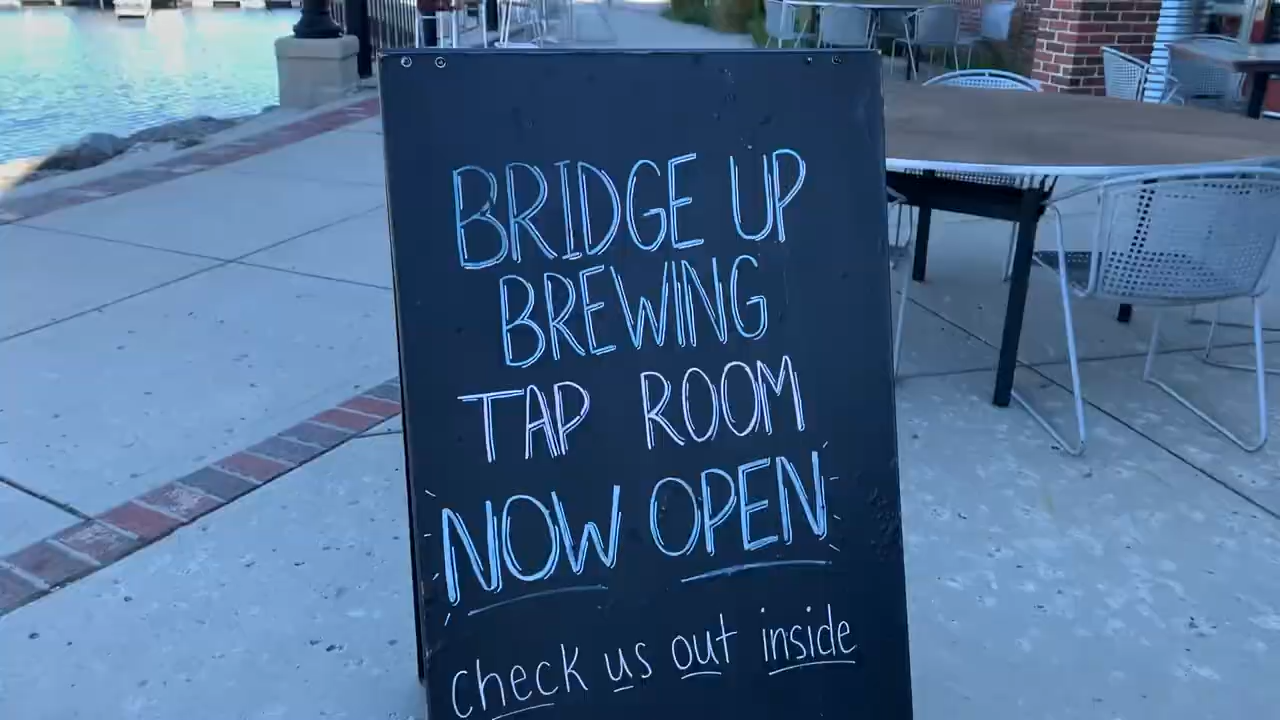 BRIDGE UP
BREWING
TAP ROOM
NOW OPEN
check us out inside